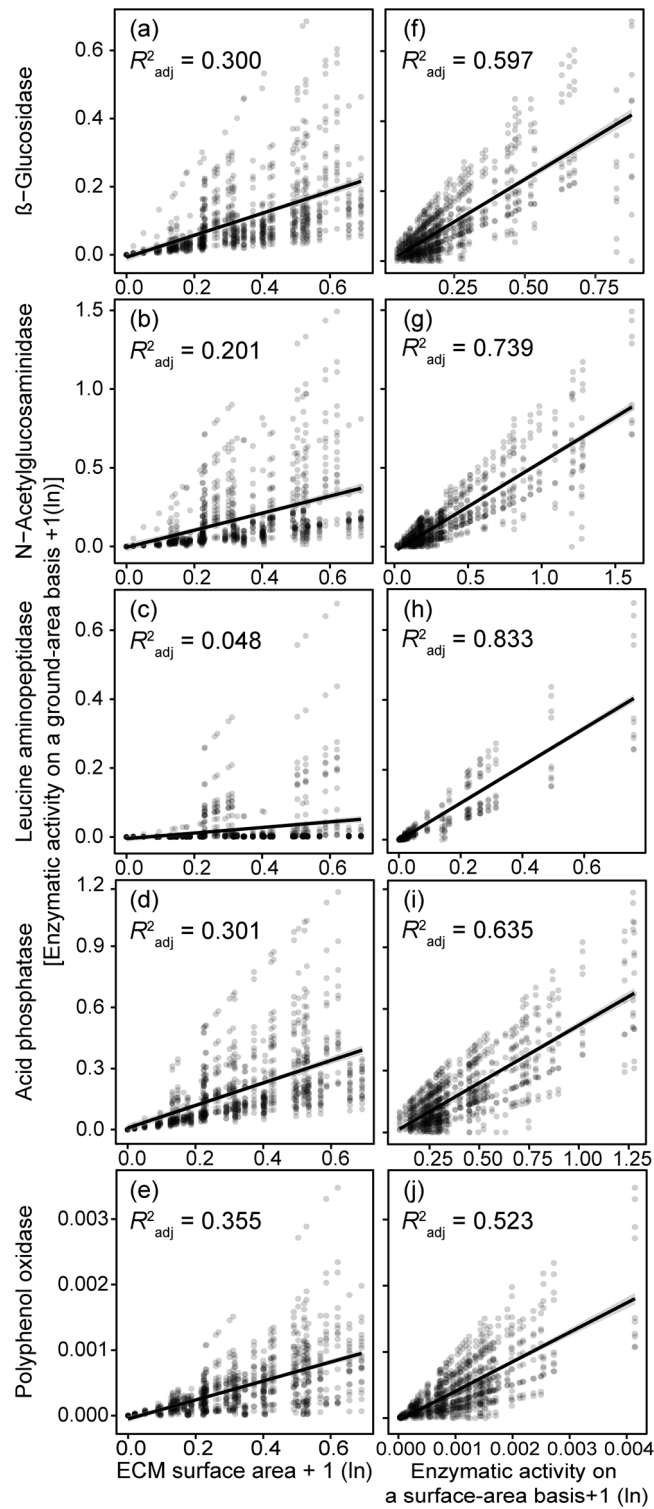 (a)
R²adj = 0.300
ß−Glucosidase
0.6
0.4
0.2
0.0
0.0 0.2 0.4 0.6
(f)
R²adj = 0.597
0.25 0.50 0.75
(b)
R²adj = 0.201
N−Acetylglucosaminidase
[Enzymatic activity on a ground-area basis +1(ln)]
1.5
1.0
0.5
0.0
0.0 0.2 0.4 0.6
(g)
R²adj = 0.739
0.0 0.5 1.0 1.5
(c)
R²adj = 0.048
Leucine aminopeptidase
0.6
0.4
0.2
0.0
0.0 0.2 0.4 0.6
(h)
R²adj = 0.833
0.0 0.2 0.4 0.6
(d)
R²adj = 0.301
Acid phosphatase
1.2
0.9
0.6
0.3
0.0
0.0 0.2 0.4 0.6
(i)
R²adj = 0.635
0.25 0.50 0.75 1.00 1.25
(e)
R²adj = 0.355
Polyphenol oxidase
0.003
0.002
0.001
0.000
0.0 0.2 0.4 0.6
ECM surface area + 1 (ln)
(j)
R²adj = 0.523
0.000 0.001 0.002 0.003 0.004
Enzymatic activity on
a surface-area basis+1 (ln)